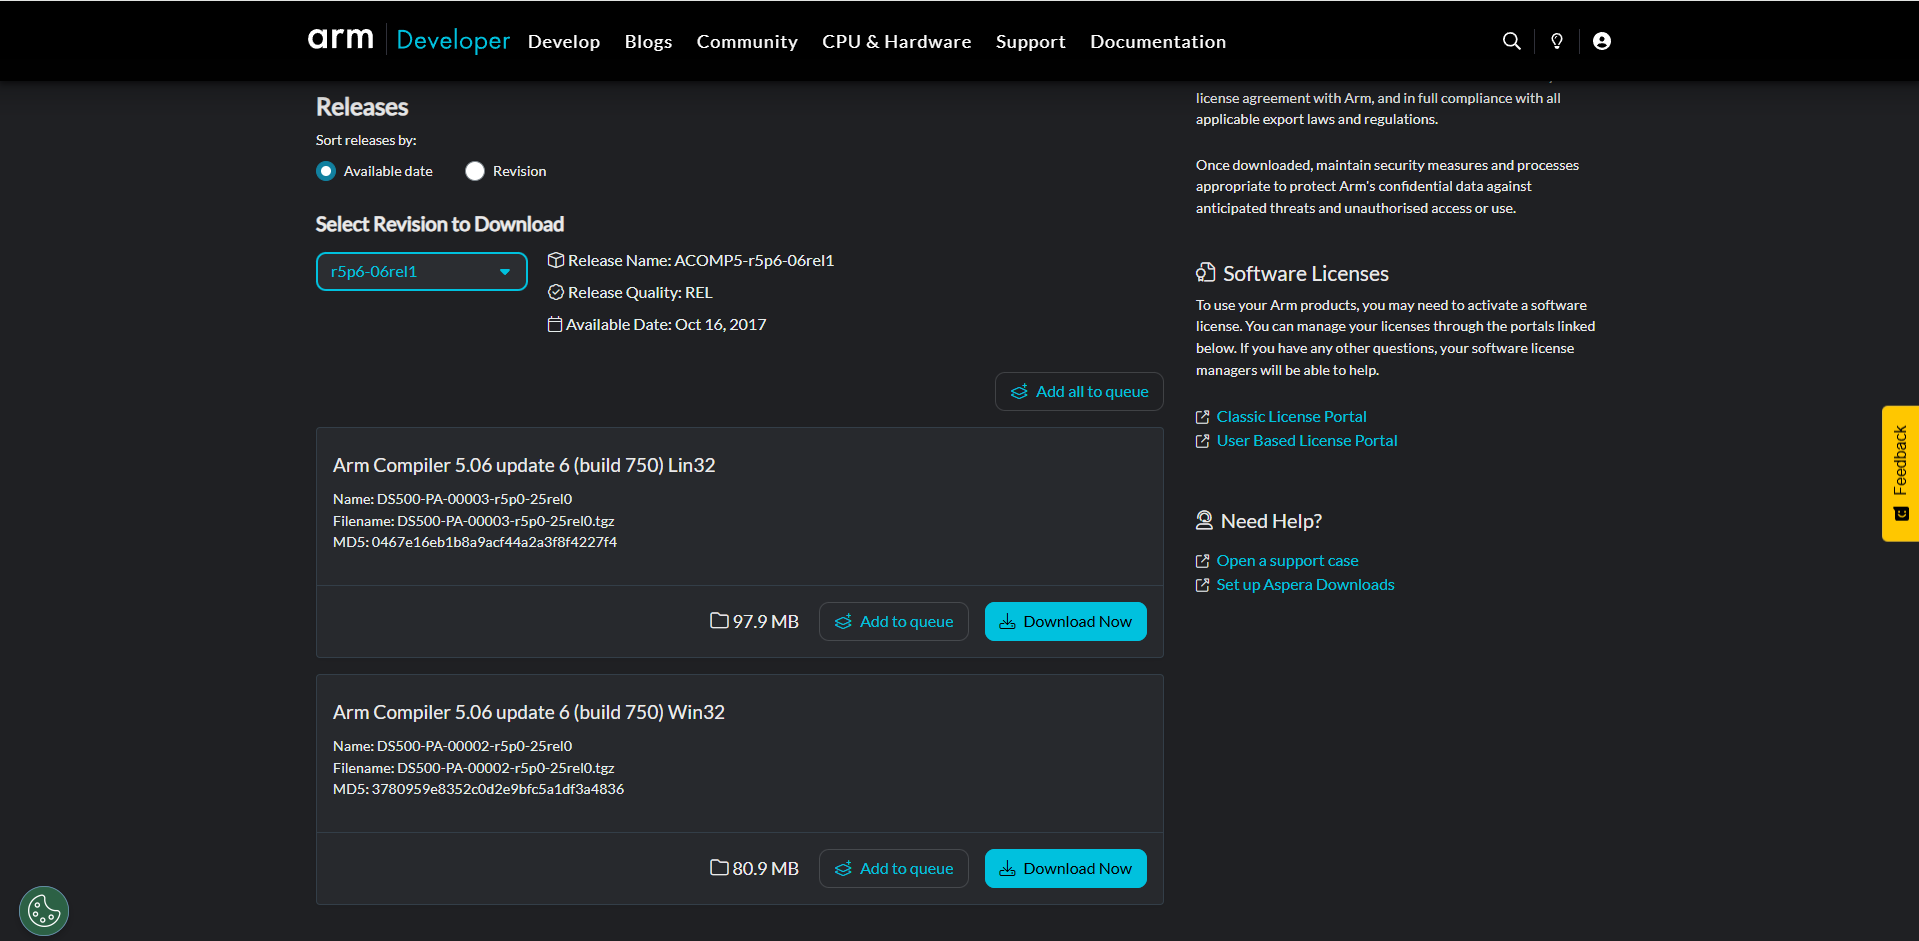 arm Developer Develop Blogs Community CPU & Hardware Support Documentation
Releases
Sort releases by:
Available date Revision
Select Revision to Download
r5p6-06rel1
Release Name: ACOMP5-r5p6-06rel1
Release Quality: REL
Available Date: Oct 16, 2017
Add all to queue
Arm Compiler 5.06 update 6 (build 750) Lin32
Name: DS500-PA-00003-r5p0-25rel0
Filename: DS500-PA-00003-r5p0-25rel0.tgz
MD5: 0467e16eb1b8a9acf44a2a3f8f4227f4
97.9 MB Add to queue Download Now
Arm Compiler 5.06 update 6 (build 750) Win32
Name: DS500-PA-00002-r5p0-25rel0
Filename: DS500-PA-00002-r5p0-25rel0.tgz
MD5: 3780959e8352c0d2e9bfc5a1df3a4836
80.9 MB Add to queue Download Now
license agreement with Arm, and in full compliance with all
applicable export laws and regulations.
Once downloaded, maintain security measures and processes
appropriate to protect Arm's confidential data against
anticipated threats and unauthorised access or use.
Software Licenses
To use your Arm products, you may need to activate a software
license. You can manage your licenses through the portals linked
below. If you have any other questions, your software license
managers will be able to help.
Classic License Portal
User Based License Portal
Need Help?
Open a support case
Set up Aspera Downloads
Feedback